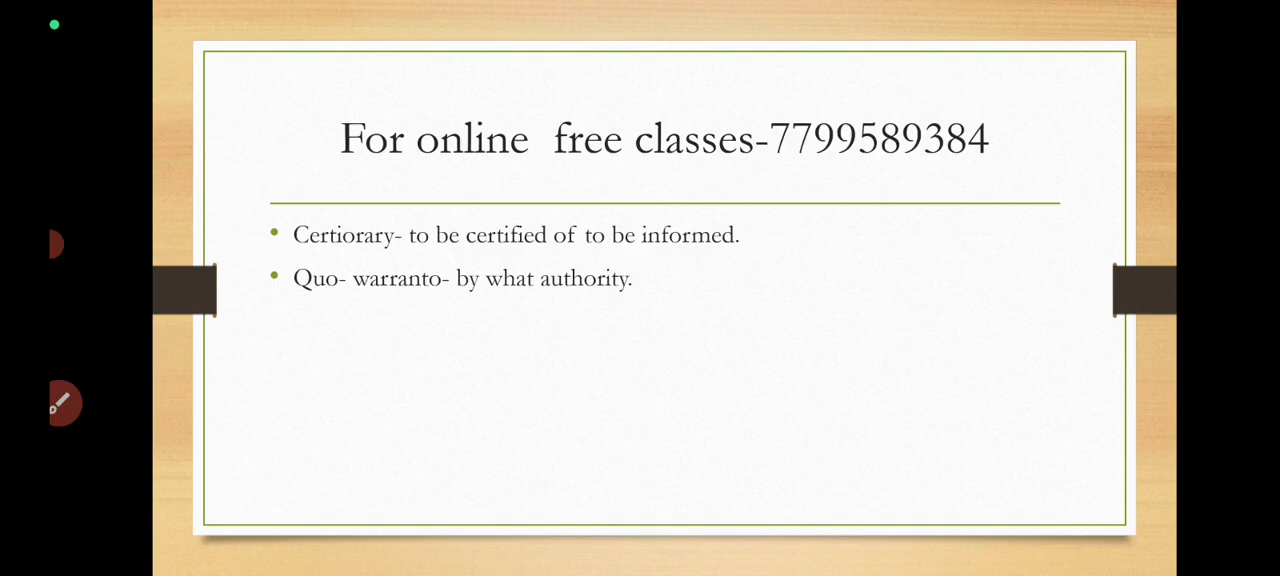 For online free classes-7799589384
Certiorary- to be certified of to be informed.
Quo- warranto- by what authority.